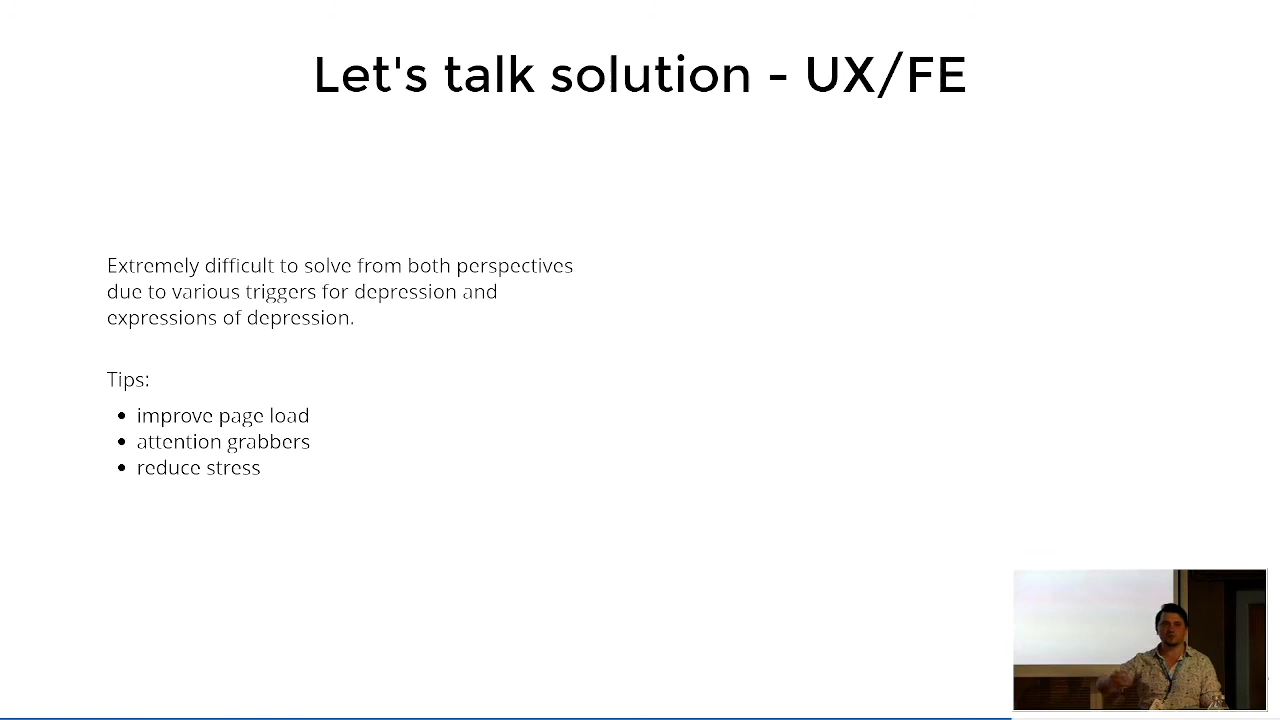 Let's talk solution - UX/FE
Extremely difficult to solve from both perspectives
due to various triggers for depression and
expressions of depression.
Tips:
improve page load
attention grabbers
reduce stress